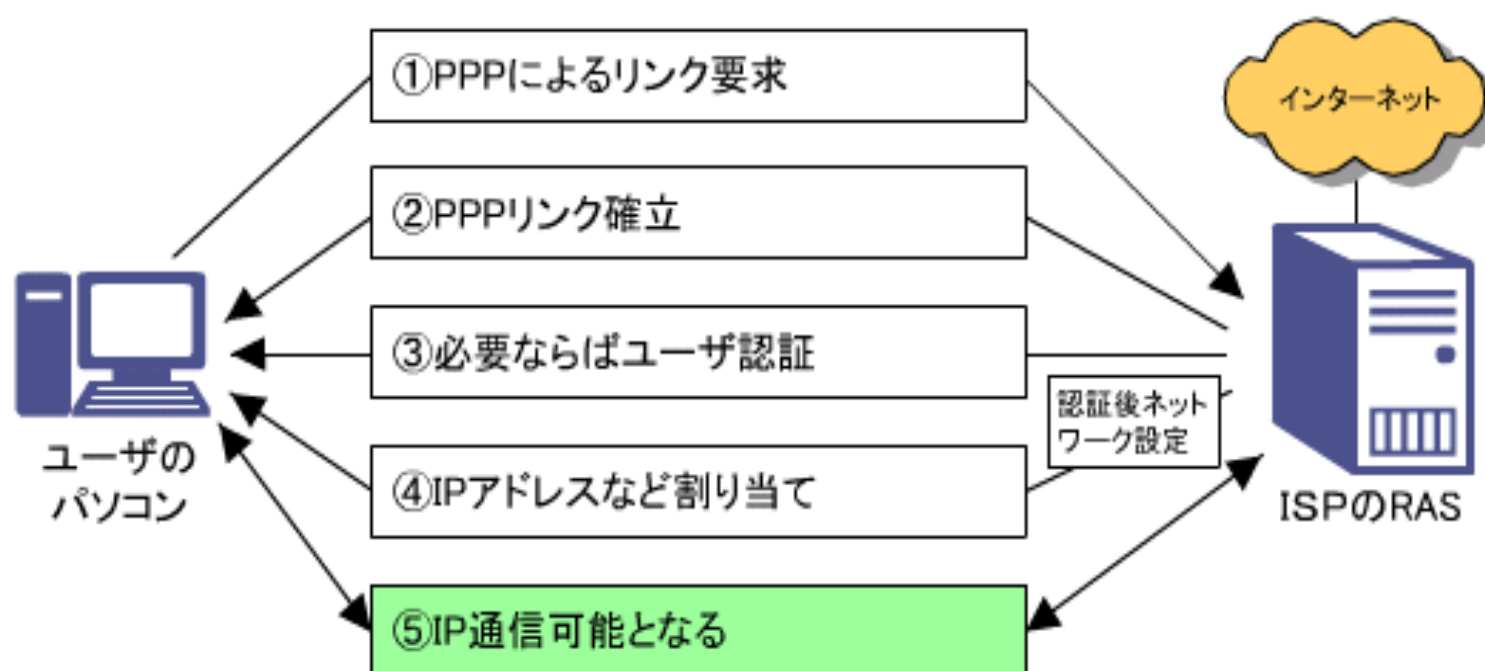 ①PPPによるリンク要求
インターネット
②PPPリンク確立
③必要ならばユーザ認証
認証後ネット
ワーク設定
ユーザの
パソコン
④IPアドレスなど割り当て
ISPのRAS
⑤IP通信可能となる